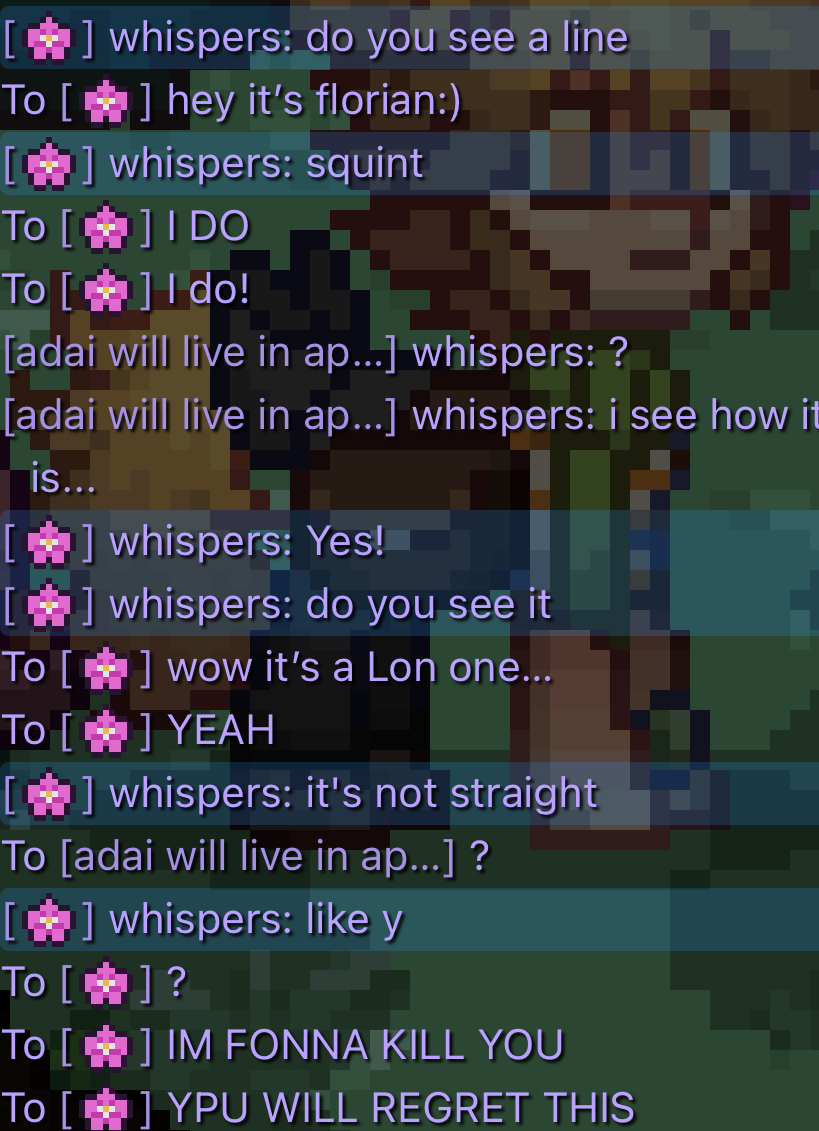 [🌸] whispers: do you see a line
To [🌸] hey it’s florian:)
[🌸] whispers: squint
To [🌸] I DO
To [🌸] I do!
[adai will live in ap...] whispers: ?
[adai will live in ap...] whispers: i see how it
is...
[🌸] whispers: Yes!
[🌸] whispers: do you see it
To [🌸] wow it’s a Lon one...
To [🌸] YEAH
[🌸] whispers: it's not straight
To [adai will live in ap...] ?
[🌸] whispers: like y
To [🌸] ?
To [🌸] IM FONNA KILL YOU
To [🌸] YPU WILL REGRET THIS